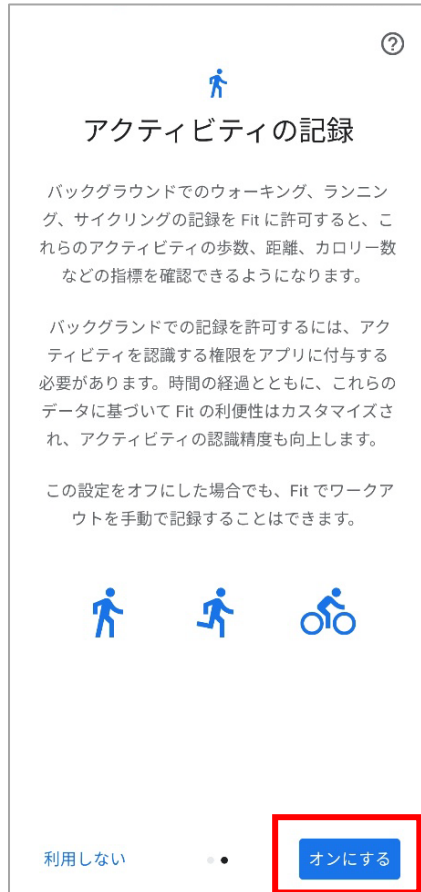 アクティビティの記録
バックグラウンドでのウォーキング、ランニン
グ、サイクリングの記録を Fit に許可すると、こ
れらのアクティビティの歩数、距離、カロリー数
などの指標を確認できるようになります。
バックグランドでの記録を許可するには、アク
ティビティを認識する権限をアプリに付与する
必要があります。時間の経過とともに、これらの
データに基づいて Fit の利便性はカスタマイズさ
れ、アクティビティの認識精度も向上します。
この設定をオフにした場合でも、Fit でワークア
ウトを手動で記録することはできます。
利用しない
オンにする